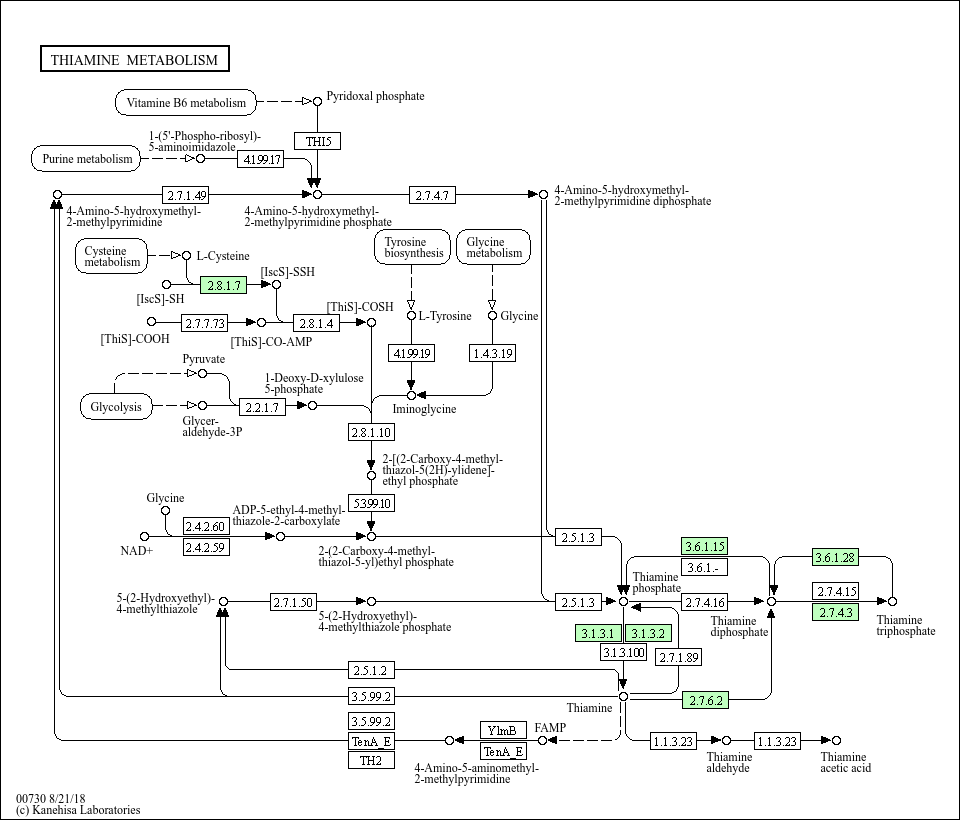 THIAMINE METABOLISM
Vitamine B6 metabolism
Pyridoxal phosphate
1-(5'-Phospho-ribosyl)-
5-aminoimidazole
THI5
Purine metabolism
4.1.99.17
2.7.1.49
2.7.4.7
4-Amino-5-hydroxymethyl-
2-methylpyrimidine
4-Amino-5-hydroxymethyl-
2-methylpyrimidine phosphate
4-Amino-5-hydroxymethyl-
2-methylpyrimidine diphosphate
Cysteine
metabolism
L-Cysteine
Tyrosine
biosynthesis
Glycine
metabolism
[IscS]-SSH
2.8.1.7
[IscS]-SH
[ThiS]-COSH
L-Tyrosine
Glycine
2.7.7.73
2.8.1.4
[ThiS]-COOH
[ThiS]-CO-AMP
4.1.99.19
1.4.3.19
Pyruvate
1-Deoxy-D-xylulose
5-phosphate
Glycolysis
2.2.1.7
Iminoglycine
Glycer-
aldehyde-3P
2.8.1.10
2-[(2-Carboxy-4-methyl-
thiazol-5(2H)-ylidene]-
ethyl phosphate
Glycine
5.3.99.10
ADP-5-ethyl-4-methyl-
thiazole-2-carboxylate
2.4.2.60
2.4.2.59
NAD+
2-(2-Carboxy-4-methyl-
thiazol-5-yl)ethyl phosphate
2.5.1.3
3.6.1.15
3.6.1.-
3.6.1.28
Thiamine
phosphate
5-(2-Hydroxyethyl)-
4-methylthiazole
2.7.1.50
5-(2-Hydroxyethyl)-
4-methylthiazole phosphate
2.5.1.3
2.7.4.16
2.7.4.15
2.7.4.3
Thiamine
diphosphate
Thiamine
triphosphate
3.1.3.1
3.1.3.2
3.1.3.100
2.7.1.89
2.5.1.2
3.5.99.2
2.7.6.2
Thiamine
3.5.99.2
TenA_E
TH2
YlmB
TenA_E
FAMP
4-Amino-5-aminomethyl-
2-methylpyrimidine
1.1.3.23
1.1.3.23
Thiamine
aldehyde
Thiamine
acetic acid
00730 8/21/18
(c) Kanehisa Laboratories